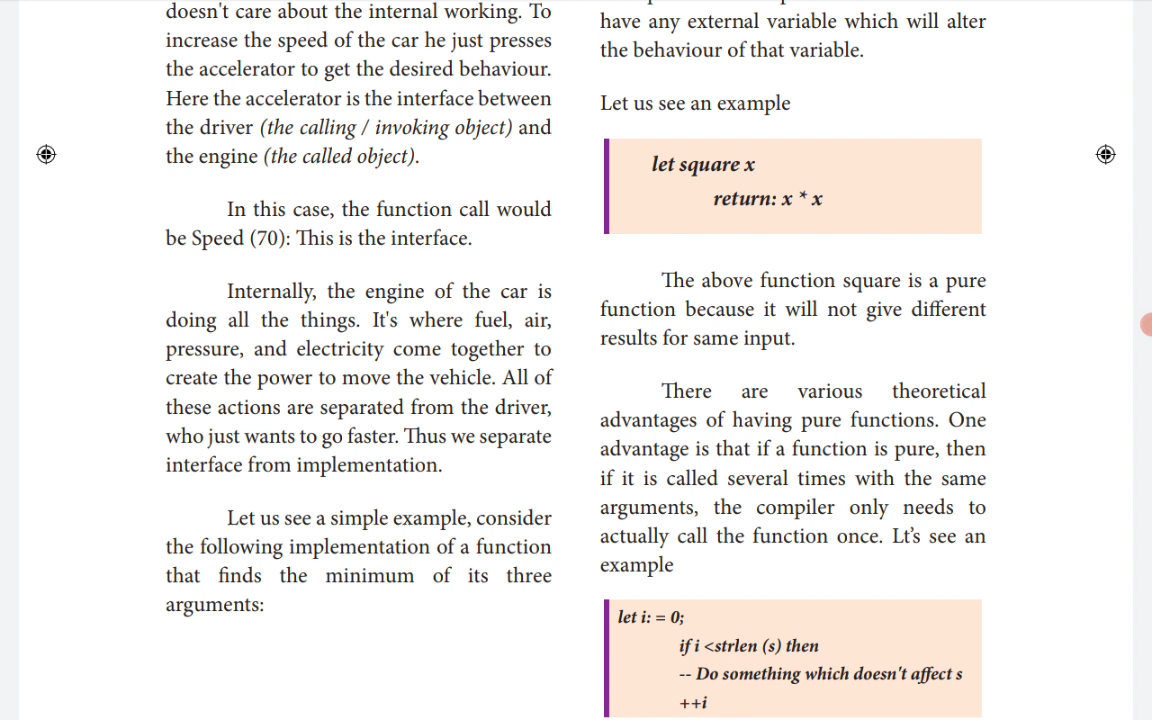 doesn't care about the internal working. To
increase the speed of the car he just presses
the accelerator to get the desired behaviour.
Here the accelerator is the interface between
the driver (the calling / invoking object) and
the engine (the called object).
In this case, the function call would
be Speed (70): This is the interface.
Internally, the engine of the car is
doing all the things. It's where fuel, air,
pressure, and electricity come together to
create the power to move the vehicle. All of
these actions are separated from the driver,
who just wants to go faster. Thus we separate
interface from implementation.
Let us see a simple example, consider
the following implementation of a function
that finds the minimum of its three
arguments:
have any external variable which will alter
the behaviour of that variable.
Let us see an example
let square x
return: x * x
The above function square is a pure
function because it will not give different
results for same input.
There are various theoretical
advantages of having pure functions. One
advantage is that if a function is pure, then
if it is called several times with the same
arguments, the compiler only needs to
actually call the function once. Lt’s see an
example
let i: = 0;
if i <strlen (s) then
-- Do something which doesn't affect s
++i